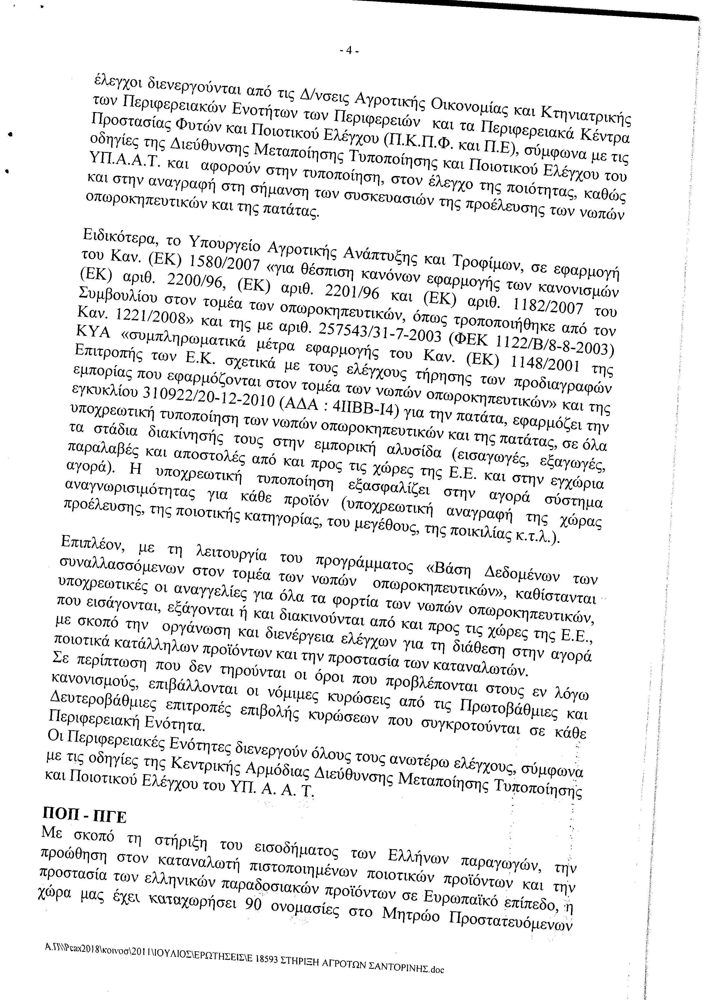 - 4 -
έλεγχοι διενεργούνται από τις Δ/νσεις Αγροτικής Οικονομίας και Κτηνιατρικής
των Περιφερειακών Ενοτήτων των Περιφερειών και τα Περιφερειακά Κέντρα
Προστασίας Φυτών και Ποιοτικού Ελέγχου (Π.Κ.Π.Φ. και Π.Ε), σύμφωνα με τις
οδηγίες της Διεύθυνσης Μεταποίησης Τυποποίησης και Ποιοτικού Ελέγχου του
ΥΠ.Α.Α.Τ. και αφορούν στην τυποποίηση, στον έλεγχο της ποιότητας, καθώς
και στην αναγραφή στη σήμανση των συσκευασιών της προέλευσης των νωπών
οπωροκηπευτικών και της πατάτας.
Ειδικότερα, το Υπουργείο Αγροτικής Ανάπτυξης και Τροφίμων, σε εφαρμογή
του Καν. (ΕΚ) 1580/2007 «για θέσπιση κανόνων εφαρμογής των κανονισμών
(ΕΚ) αριθ. 2200/96, (ΕΚ) αριθ. 2201/96 και (ΕΚ) αριθ. 1182/2007 του
Συμβουλίου στον τομέα των οπωροκηπευτικών, όπως τροποποιήθηκε από τον
Καν. 1221/2008» και της με αριθ. 257543/31-7-2003 (ΦΕΚ 1122/Β/8-8-2003)
ΚΥΑ «συμπληρωματικά μέτρα εφαρμογής του Καν. (ΕΚ) 1148/2001 της
Επιτροπής των Ε.Κ. σχετικά με τους ελέγχους τήρησης των προδιαγραφών
εμπορίας που εφαρμόζονται στον τομέα των νωπών οπωροκηπευτικών» και της
εγκυκλίου 310922/20-12-2010 (ΑΔΑ : 4ΙΙΒΒ-Ι4) για την πατάτα, εφαρμόζει την
υποχρεωτική τυποποίηση των νωπών οπωροκηπευτικών και της πατάτας, σε όλα
τα στάδια διακίνησής τους στην εμπορική αλυσίδα (εισαγωγές, εξαγωγές,
παραλαβές και αποστολές από και προς τις χώρες της Ε.Ε. και στην εγχώρια
αγορά). Η υποχρεωτική τυποποίηση εξασφαλίζει στην αγορά σύστημα
αναγνωρισιμότητας για κάθε προϊόν (υποχρεωτική αναγραφή της χώρας
προέλευσης, της ποιοτικής κατηγορίας, του μεγέθους, της ποικιλίας κ.τ.λ.).
Επιπλέον, με τη λειτουργία του προγράμματος «Βάση Δεδομένων των
συναλλασσόμενων στον τομέα των νωπών οπωροκηπευτικών», καθίστανται
υποχρεωτικές οι αναγγελίες για όλα τα φορτία των νωπών οπωροκηπευτικών,
που εισάγονται, εξάγονται ή και διακινούνται από και προς τις χώρες της Ε.Ε.,
με σκοπό την οργάνωση και διενέργεια ελέγχων για τη διάθεση στην αγορά
ποιοτικά κατάλληλων προϊόντων και την προστασία των καταναλωτών.
Σε περίπτωση που δεν τηρούνται οι όροι που προβλέπονται στους εν λόγω
κανονισμούς, επιβάλλονται οι νόμιμες κυρώσεις από τις Πρωτοβάθμιες και
Δευτεροβάθμιες επιτροπές επιβολής κυρώσεων που συγκροτούνται σε κάθε
Περιφερειακή Ενότητα.
Οι Περιφερειακές Ενότητες διενεργούν όλους τους ανωτέρω ελέγχους, σύμφωνα
με τις οδηγίες της Κεντρικής Αρμόδιας Διεύθυνσης Μεταποίησης Τυποποίησης
και Ποιοτικού Ελέγχου του ΥΠ. Α. Α. Τ.
ΠΟΠ - ΠΓΕ
Με σκοπό τη στήριξη του εισοδήματος των Ελλήνων παραγωγών, την
προώθηση στον καταναλωτή πιστοποιημένων ποιοτικών προϊόντων και την
προστασία των ελληνικών παραδοσιακών προϊόντων σε Ευρωπαϊκό επίπεδο, η
χώρα μας έχει καταχωρήσει 90 ονομασίες στο Μητρώο Προστατευόμενων
Α.Π\\Pcax2018\κοινοσ\2011\ΙΟΥΛΙΟΣ\ΕΡΩΤΗΣΕΙΣ\Ε 18593 ΣΤΗΡΙΞΗ ΑΓΡΟΤΩΝ ΣΑΝΤΟΡΙΝΗΣ.doc